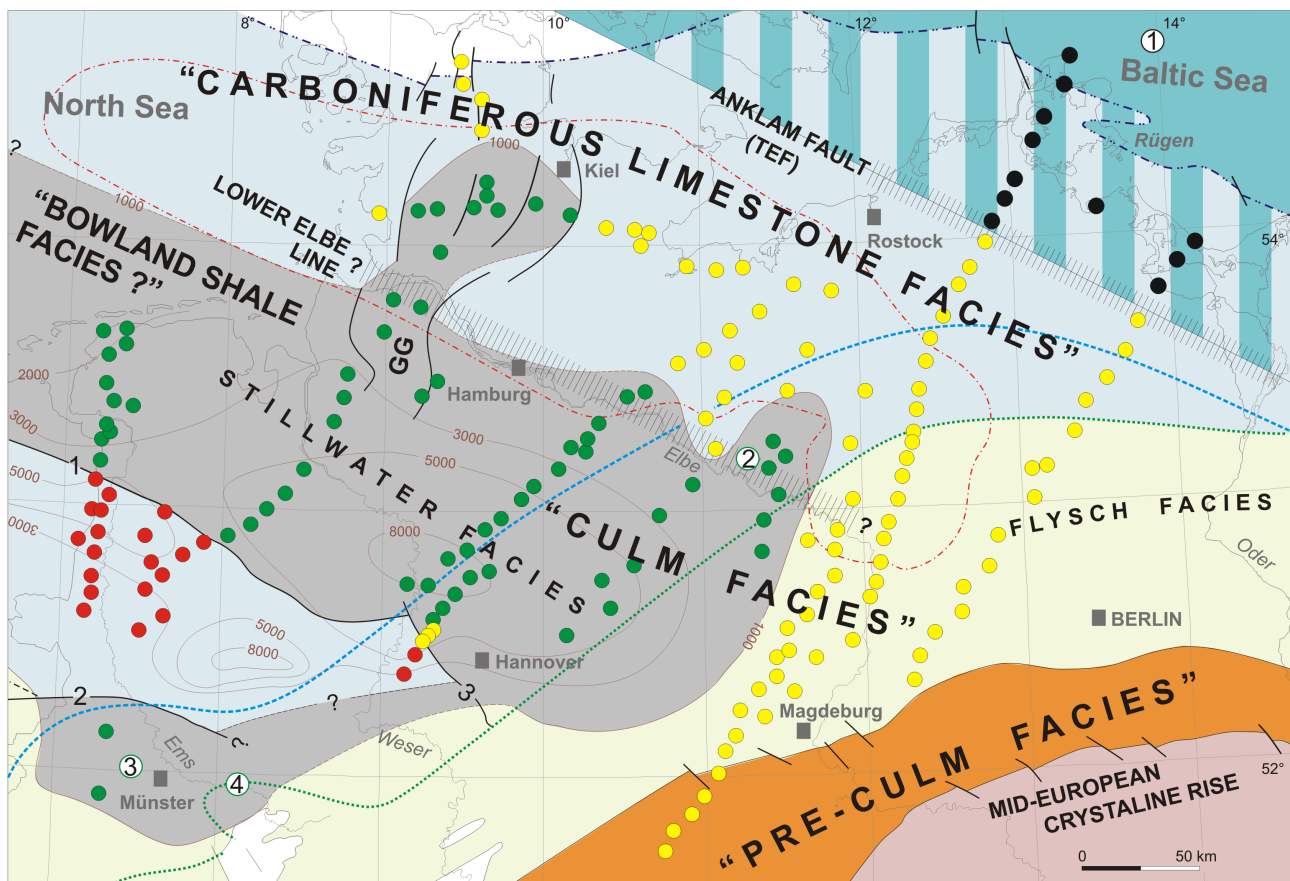 8°
10°
12°
14°
1
Baltic Sea
North Sea
“CARBONIFEROUS LIMESTONE FACIES”
ANKLAM FAULT
(TEF)
Rügen
?
1000
Kiel
Rostock
54°
“BOWLAND SHALE
FACIES ?”
1000
LOWER ELBE ?
LINE
GG
Hamburg
2000
3000
3000
5000
5000
3000
1
STILLWATER FACIES
8000
Elbe
2
“CULM FACIES”
?
FLYSCH FACIES
Oder
BERLIN
5000
8000
1000
Hannover
2
?
3
?
Weser
Ems
3
4
Münster
Magdeburg
“PRE-CULM FACIES”
52°
MID-EUROPEAN
CRYSTALINE RISE
0
50 km